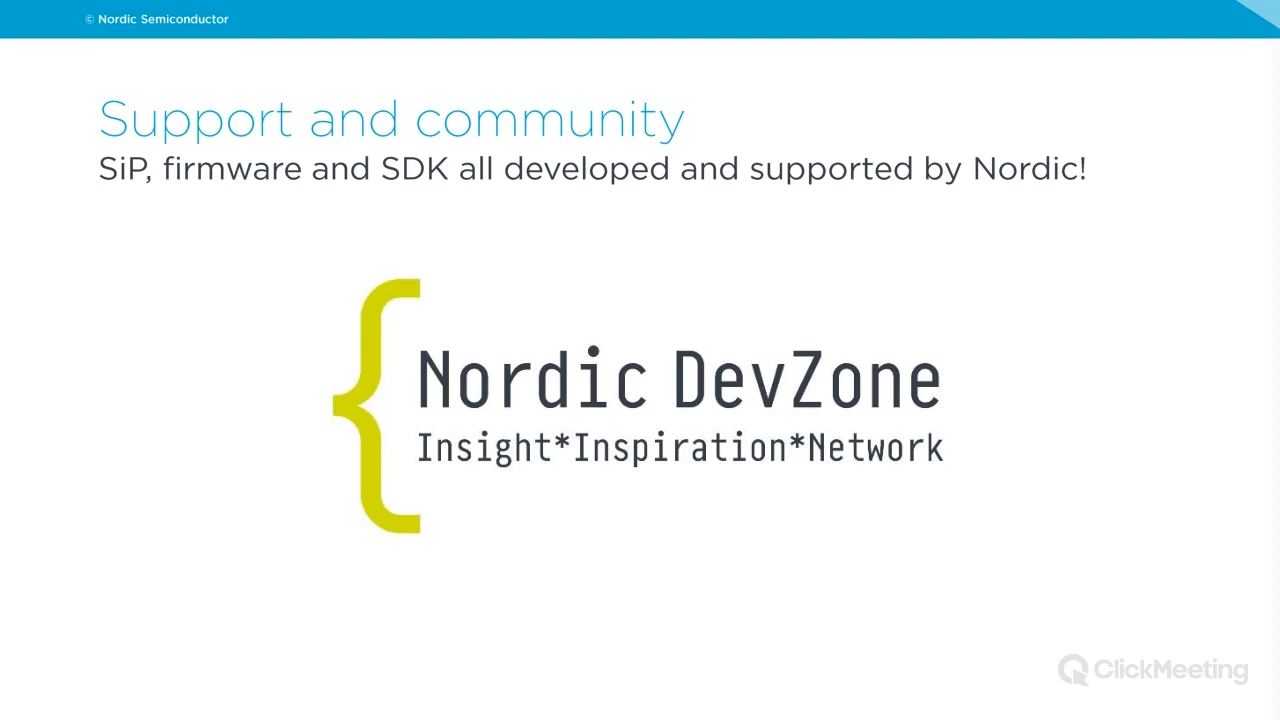 © Nordic Semiconductor
Support and community
SiP, firmware and SDK all developed and supported by Nordic!
Nordic DevZone
Insight*Inspiration*Network
ClickMeeting